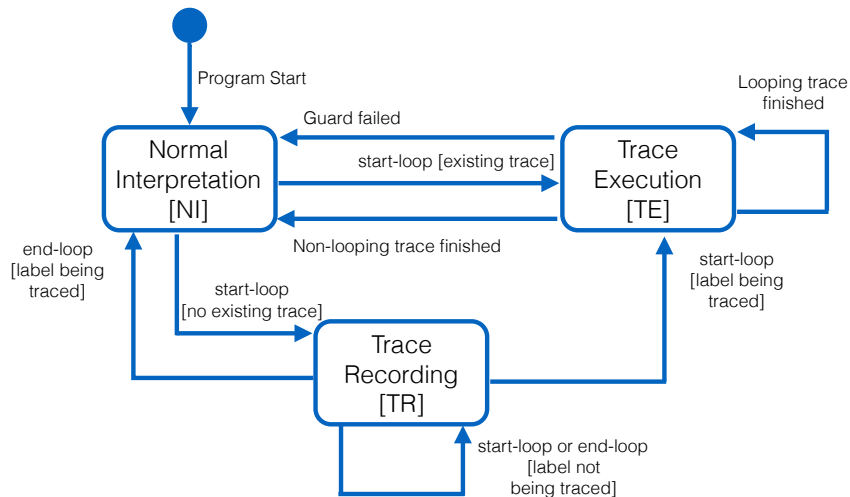 Program Start
Looping trace
finished
Guard failed
Normal
Interpretation
[NI]
start-loop [existing trace]
Trace
Execution
[TE]
Non-looping trace finished
end-loop
[label being
traced]
start-loop
[no existing trace]
start-loop
[label being
traced]
Trace
Recording
[TR]
start-loop or end-loop
[label not
being traced]